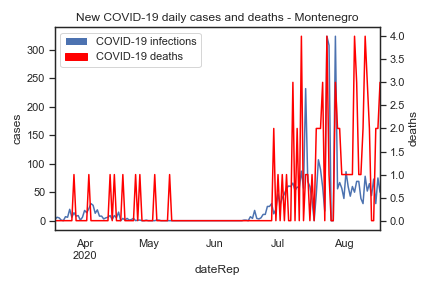 New COVID-19 daily cases and deaths - Montenegro
COVID-19 infections
COVID-19 deaths
300
250
200
150
100
50
0
cases
4.0
3.5
3.0
2.5
2.0
1.5
1.0
0.5
0.0
deaths
Apr
2020
May
Jun
Jul
Aug
dateRep